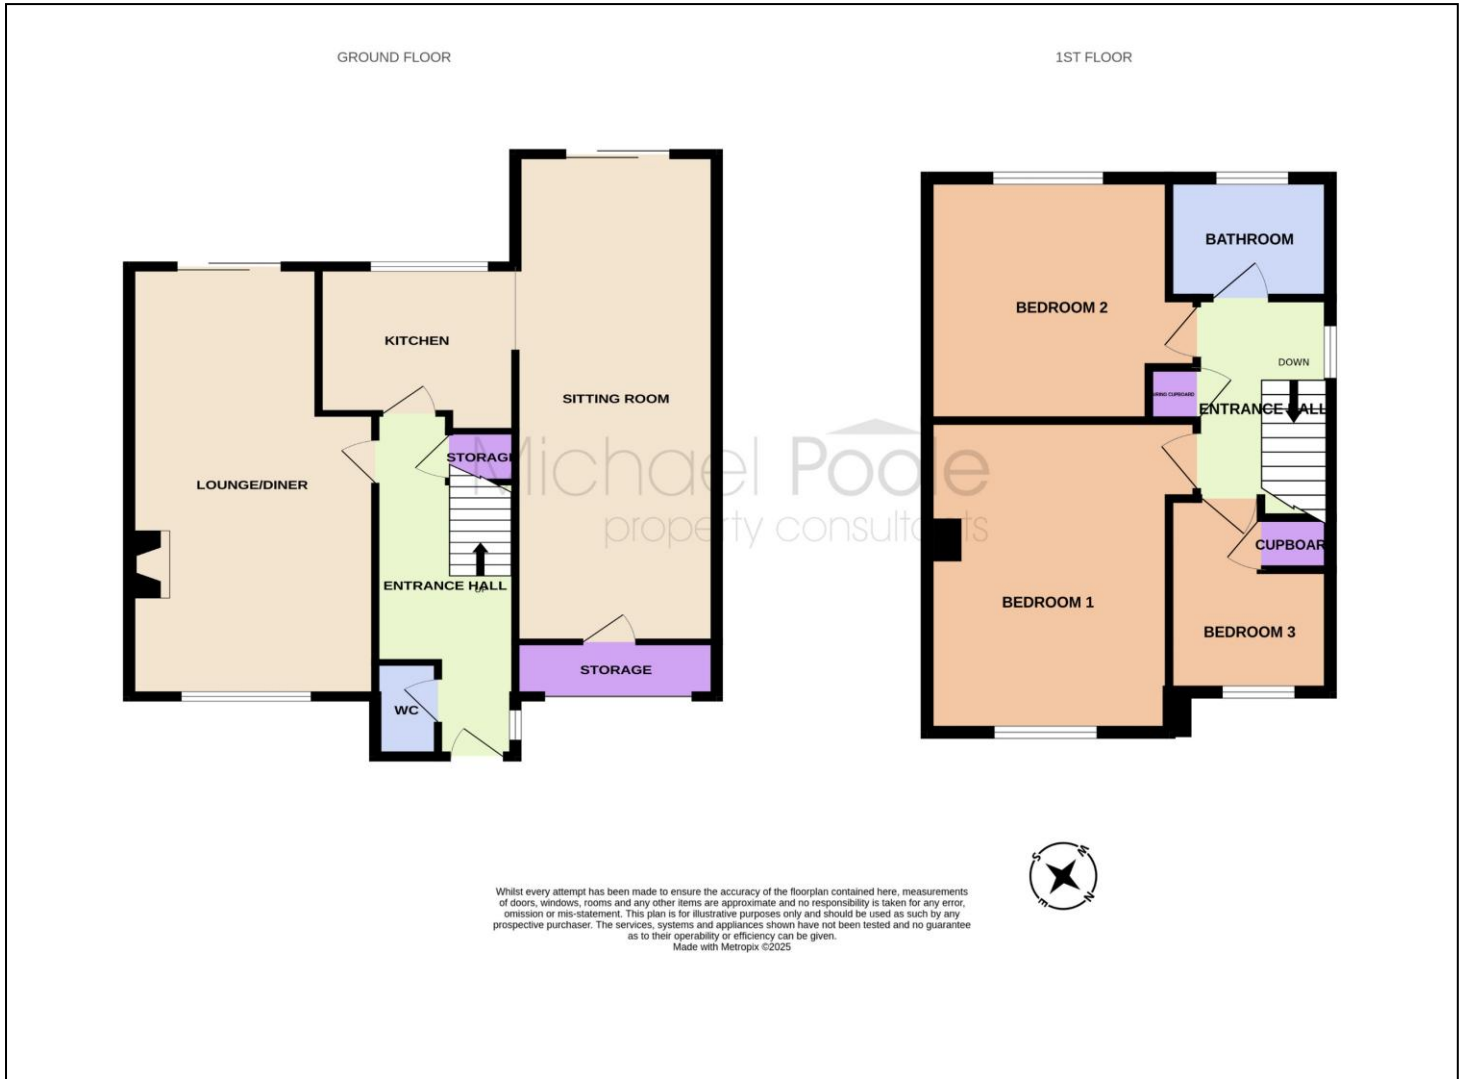 GROUND FLOOR
1ST FLOOR
BATHROOM
BEDROOM 2
KITCHEN
DOWN
SITTING ROOM
CUPBOARD
ENTRANCE HALL
STORAGE
LOUNGE/DINER
Michael Poole
property consultants
CUPBOAR
ENTRANCE HALL
UP
BEDROOM 1
BEDROOM 3
STORAGE
WC
S W
E N
Whilst every attempt has been made to ensure the accuracy of the floorplan contained here, measurements
of doors, windows, rooms and any other items are approximate and no responsibility is taken for any error,
omission or mis-statement. This plan is for illustrative purposes only and should be used as such by any
prospective purchaser. The services, systems and appliances shown have not been tested and no guarantee
as to their operability or efficiency can be given.
Made with Metropix ©2025